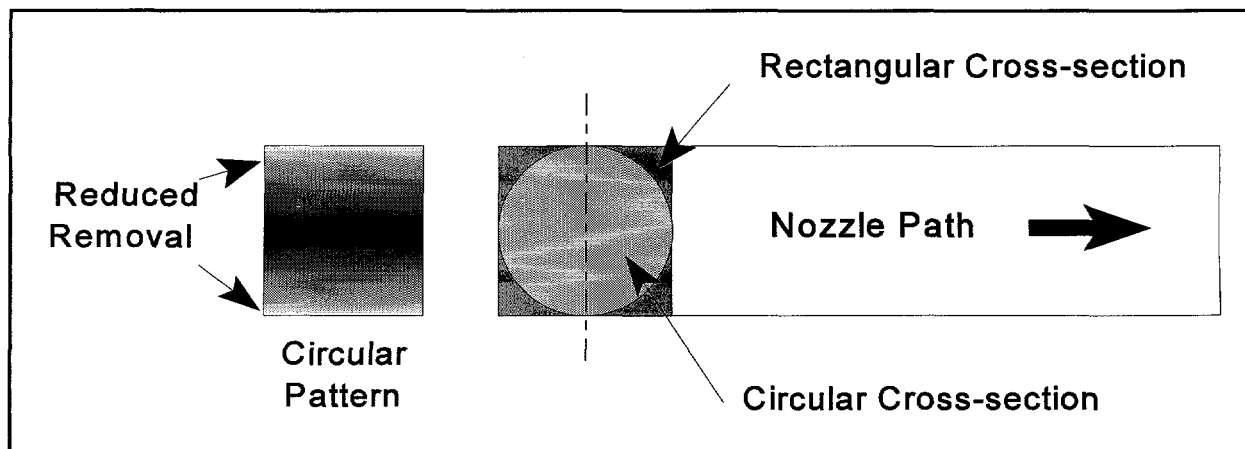 Rectangular Cross-section
Reduced
Removal
Nozzle Path
Circular
Pattern
Circular Cross-section